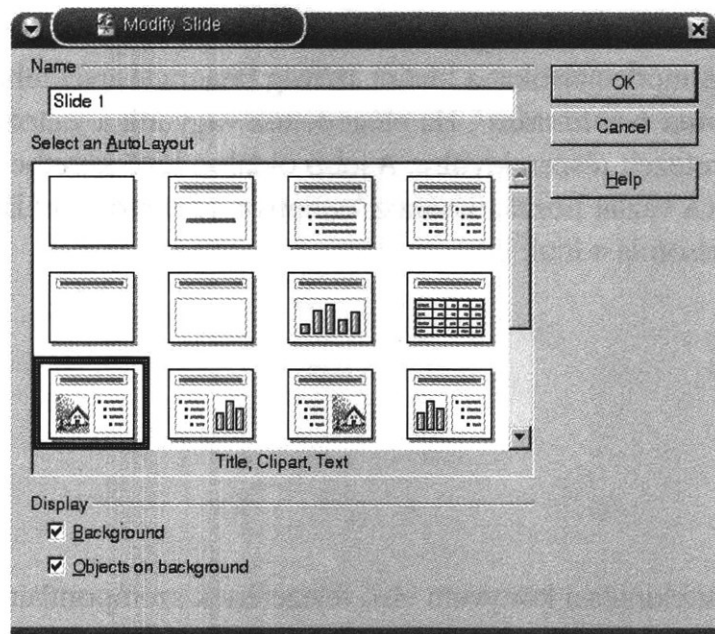 Modify Slide
Name
Slide 1
OK
Cancel
Help
Select an AutoLayout
Title, Clipart, Text
Display
Background
Objects on background